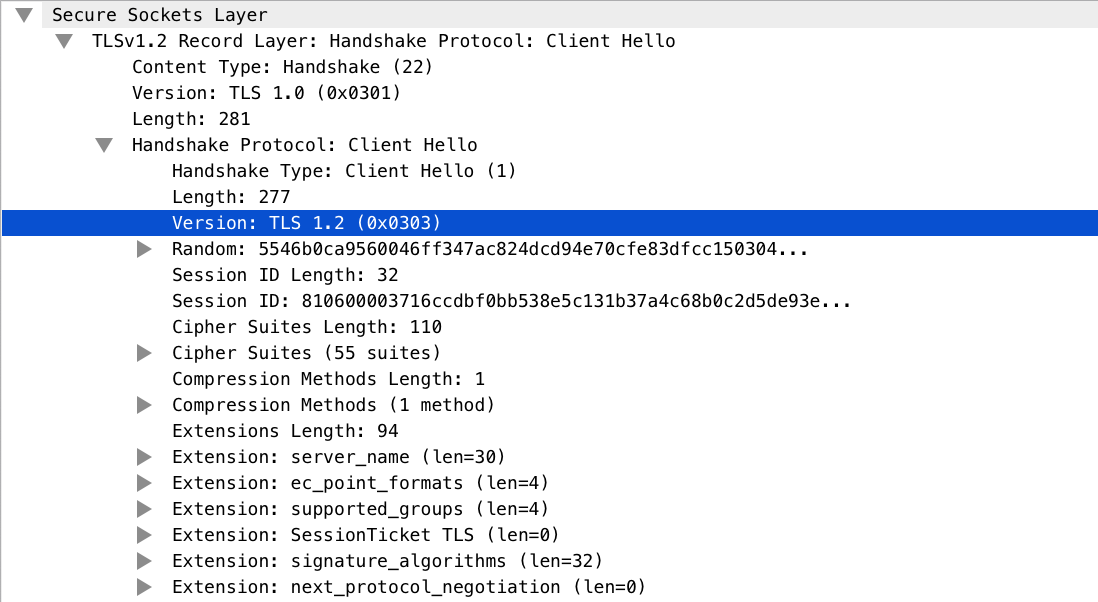 Secure Sockets Layer
TLSv1.2 Record Layer: Handshake Protocol: Client Hello
Content Type: Handshake (22)
Version: TLS 1.0 (0x0301)
Length: 281
Handshake Protocol: Client Hello
Handshake Type: Client Hello (1)
Length: 277
Version: TLS 1.2 (0x0303)
Random: 5546b0ca9560046ff347ac824dcd94e70cfe83dfcc150304...
Session ID Length: 32
Session ID: 810600003716ccdbf0bb538e5c131b37a4c68b0c2d5de93e...
Cipher Suites Length: 110
Cipher Suites (55 suites)
Compression Methods Length: 1
Compression Methods (1 method)
Extensions Length: 94
Extension: server_name (len=30)
Extension: ec_point_formats (len=4)
Extension: supported_groups (len=4)
Extension: SessionTicket TLS (len=0)
Extension: signature_algorithms (len=32)
Extension: next_protocol_negotiation (len=0)